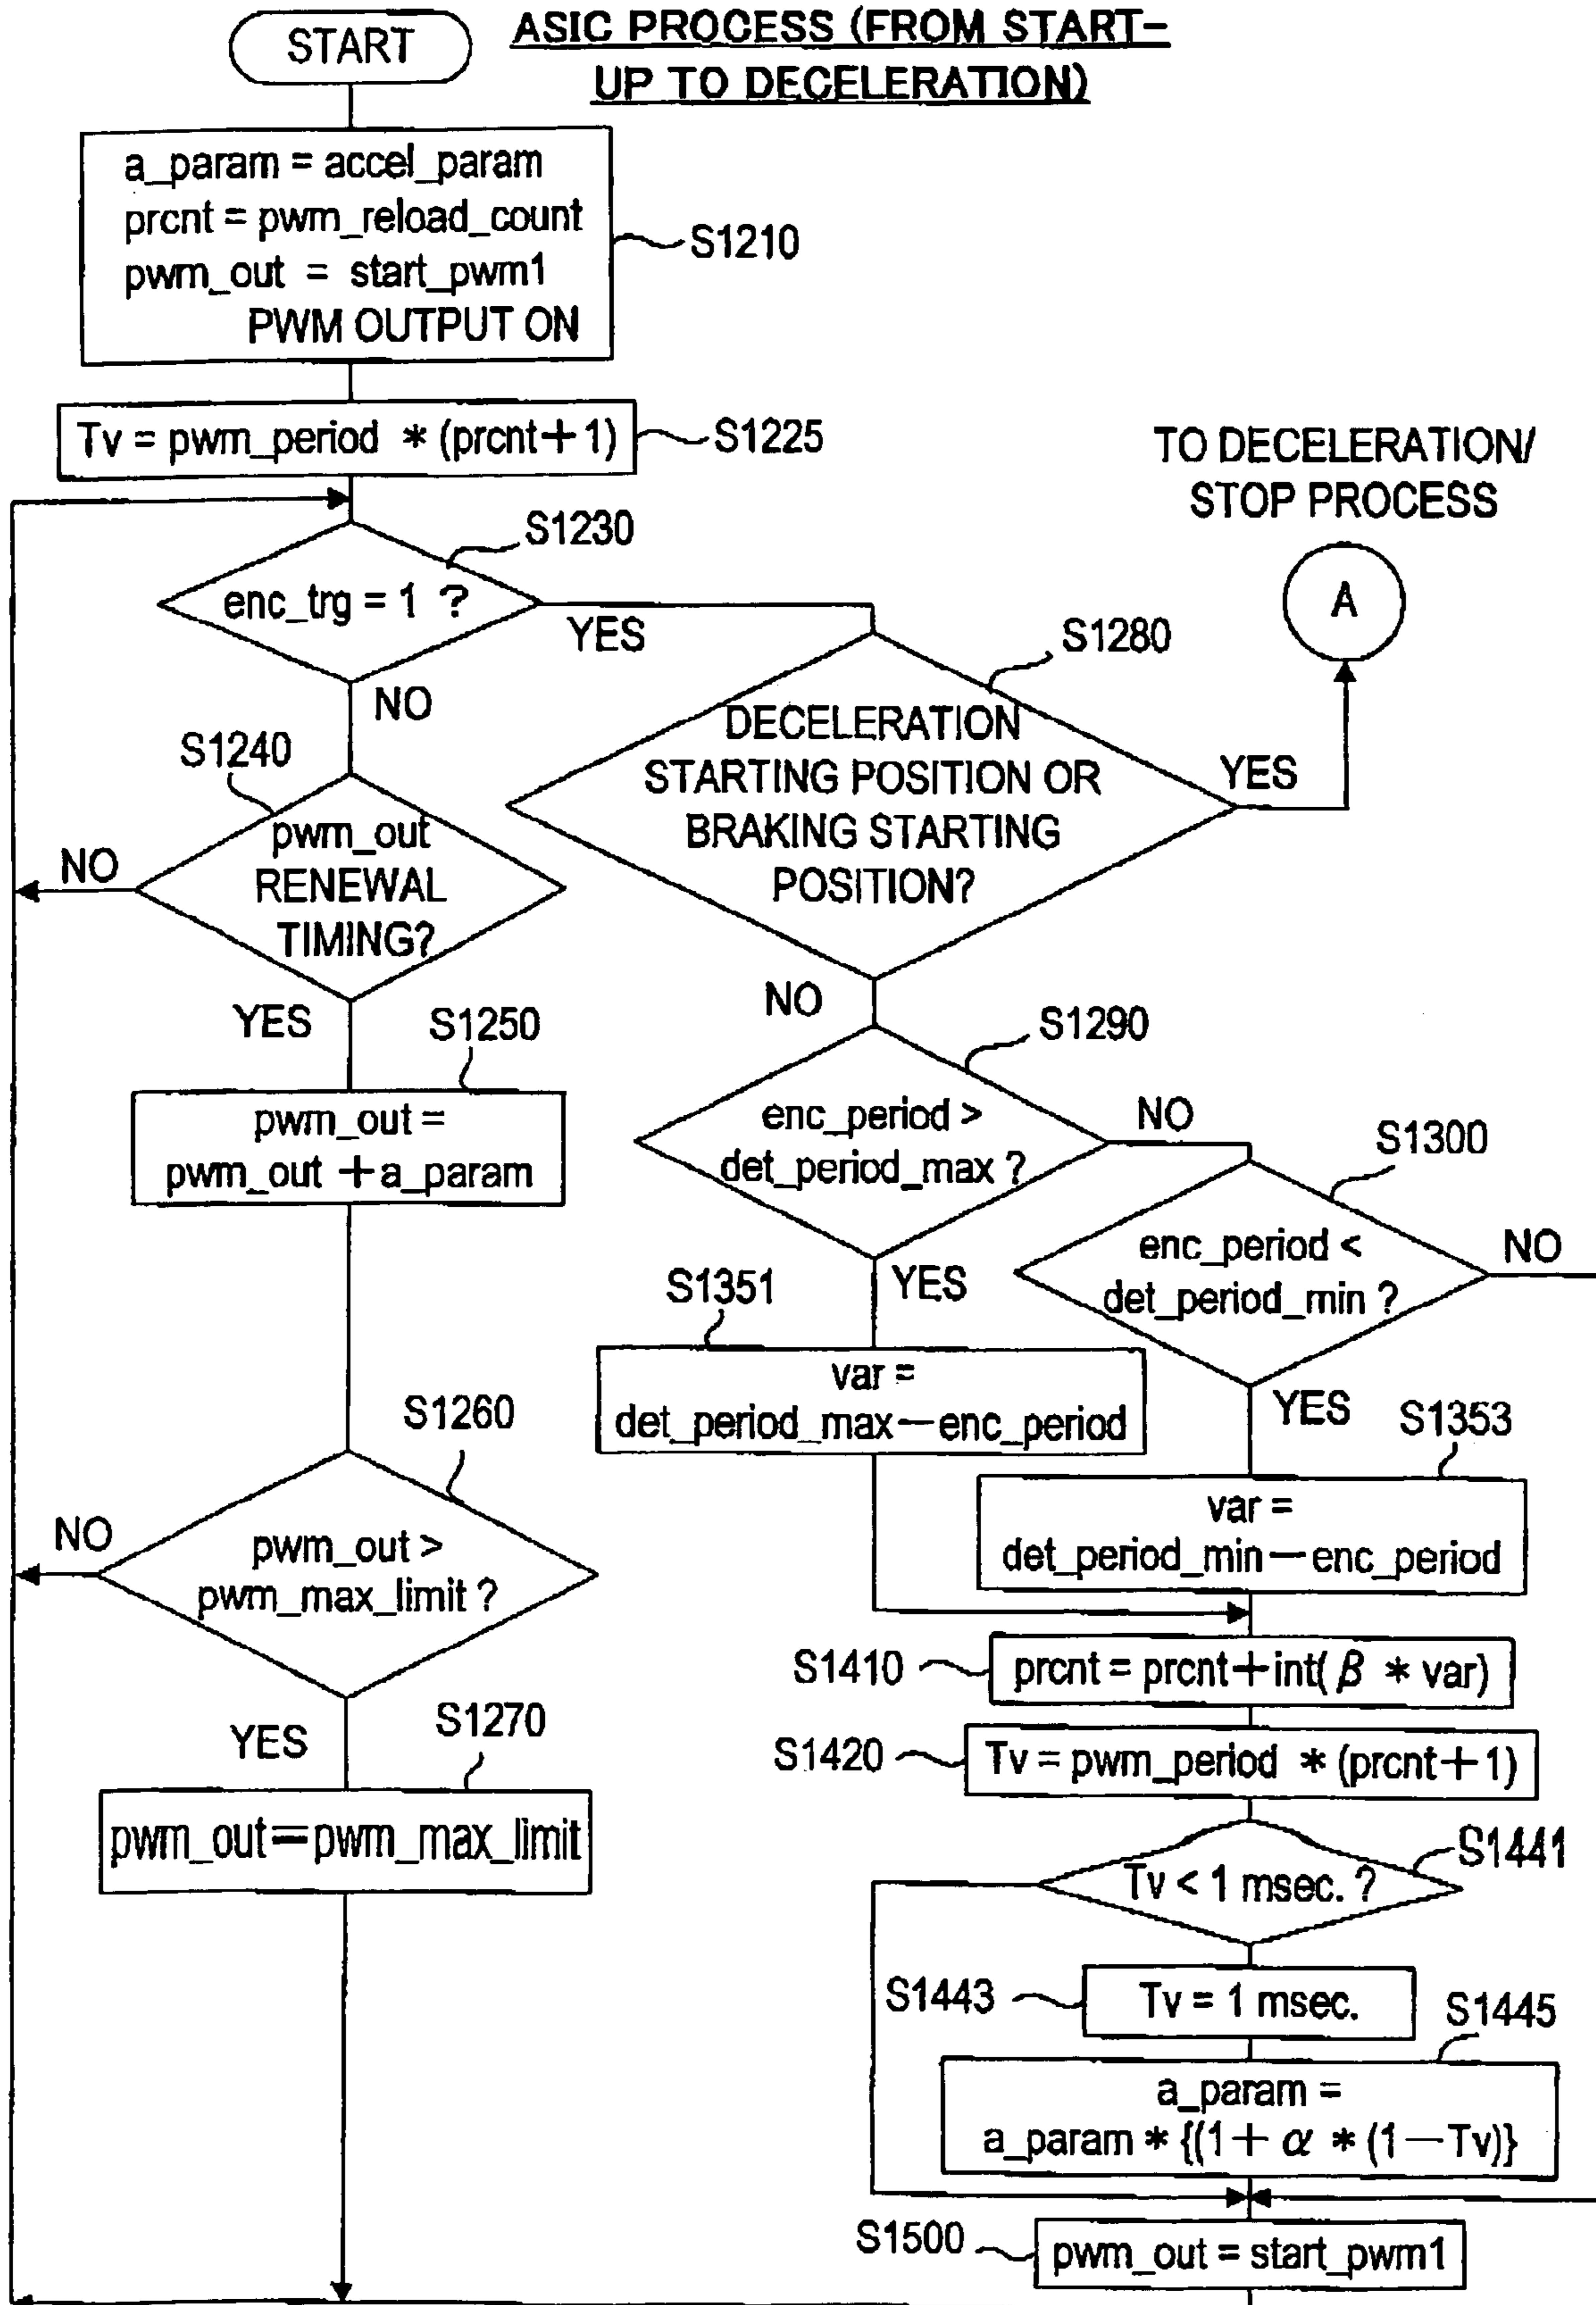 START
ASIC PROCESS (FROM START-
UP TO DECELERATION)
a_param = accel_param
prcnt = pwm_reload_count
pwm_out = start_pwm1
PWM OUTPUT ON
S1210
Tv = pwm_period * (prcnt+1)
S1225
TO DECELERATION/
STOP PROCESS
A
S1230
enc_trg = 1 ?
YES
NO
S1280
DECELERATION
STARTING POSITION OR
BRAKING STARTING
POSITION?
YES
NO
S1240
pwm_out
RENEWAL
TIMING?
NO
YES
S1250
pwm_out =
pwm_out +a_param
S1290
enc_period >
det_period_max ?
NO
YES
S1300
enc_period <
det_period_min ?
NO
YES
S1351
var =
det_period_max—enc_period
S1353
var =
det_period_min—enc_period
S1260
pwm_out >
pwm_max_limit ?
NO
YES
S1270
pwm_out=pwm_max_limit
S1410
prcnt = prcnt+int( β * var)
S1420
Tv = pwm_period * (prcnt+1)
S1441
Tv < 1 msec. ?
S1443
Tv = 1 msec.
S1445
a_param =
a_param * {(1+ α * (1—Tv)}
S1500
pwm_out = start_pwm1